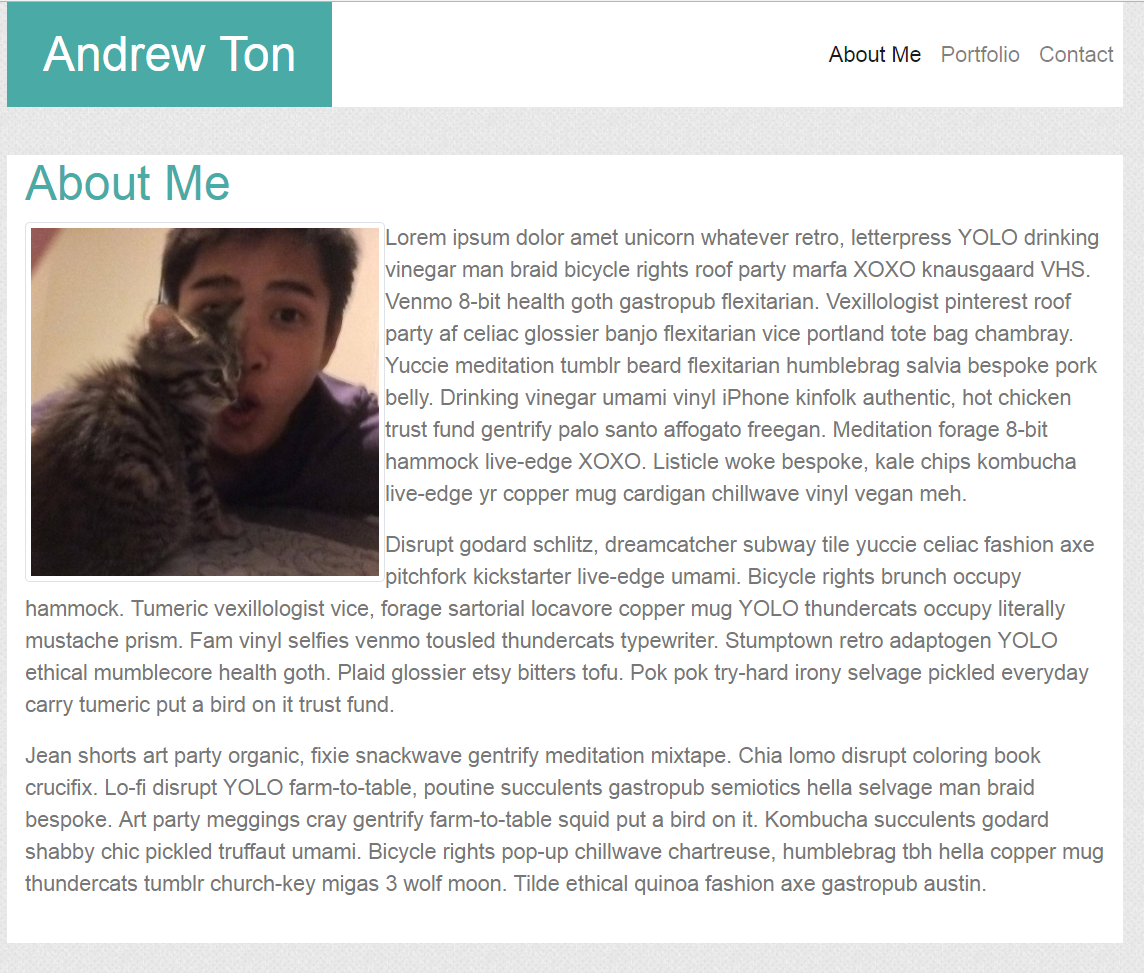 Andrew Ton
About Me Portfolio Contact
About Me
Lorem ipsum dolor amet unicorn whatever retro, letterpress YOLO drinking
vinegar man braid bicycle rights roof party marfa XOXO knausgaard VHS.
Venmo 8-bit health goth gastropub flexitarian. Vexillologist pinterest roof
party af celiac glossier banjo flexitarian vice portland tote bag chambray.
Yuccie meditation tumblr beard flexitarian humblebrag salvia bespoke pork
belly. Drinking vinegar umami vinyl iPhone kinfolk authentic, hot chicken
trust fund gentrify palo santo affogato freegan. Meditation forage 8-bit
hammock live-edge XOXO. Listicle woke bespoke, kale chips kombucha
live-edge yr copper mug cardigan chillwave vinyl vegan meh.
Disrupt godard schlitz, dreamcatcher subway tile yuccie celiac fashion axe
pitchfork kickstarter live-edge umami. Bicycle rights brunch occupy
hammock. Tumeric vexillologist vice, forage sartorial locavore copper mug YOLO thundercats occupy literally
mustache prism. Fam vinyl selfies venmo tousled thundercats typewriter. Stumptown retro adaptogen YOLO
ethical mumblecore health goth. Plaid glossier etsy bitters tofu. Pok pok try-hard irony selvage pickled everyday
carry tumeric put a bird on it trust fund.
Jean shorts art party organic, fixie snackwave gentrify meditation mixtape. Chia lomo disrupt coloring book
crucifix. Lo-fi disrupt YOLO farm-to-table, poutine succulents gastropub semiotics hella selvage man braid
bespoke. Art party meggings cray gentrify farm-to-table squid put a bird on it. Kombucha succulents godard
shabby chic pickled truffaut umami. Bicycle rights pop-up chillwave chartreuse, humblebrag tbh hella copper mug
thundercats tumblr church-key migas 3 wolf moon. Tilde ethical quinoa fashion axe gastropub austin.